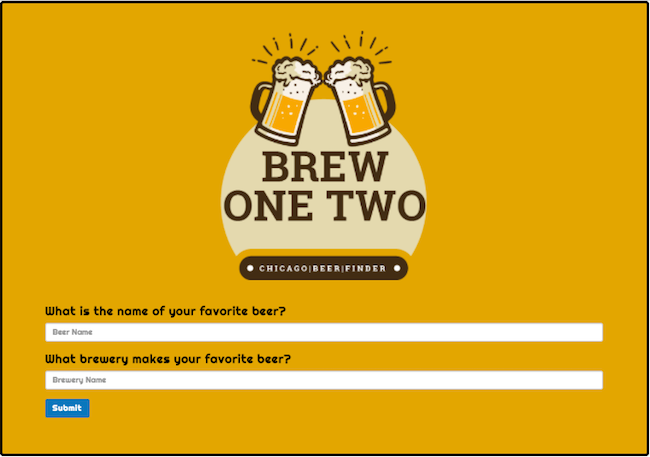 BREW
ONE TWO
CHICAGO|BEER|FINDER
What is the name of your favorite beer?
Beer Name
What brewery makes your favorite beer?
Brewery Name
Submit